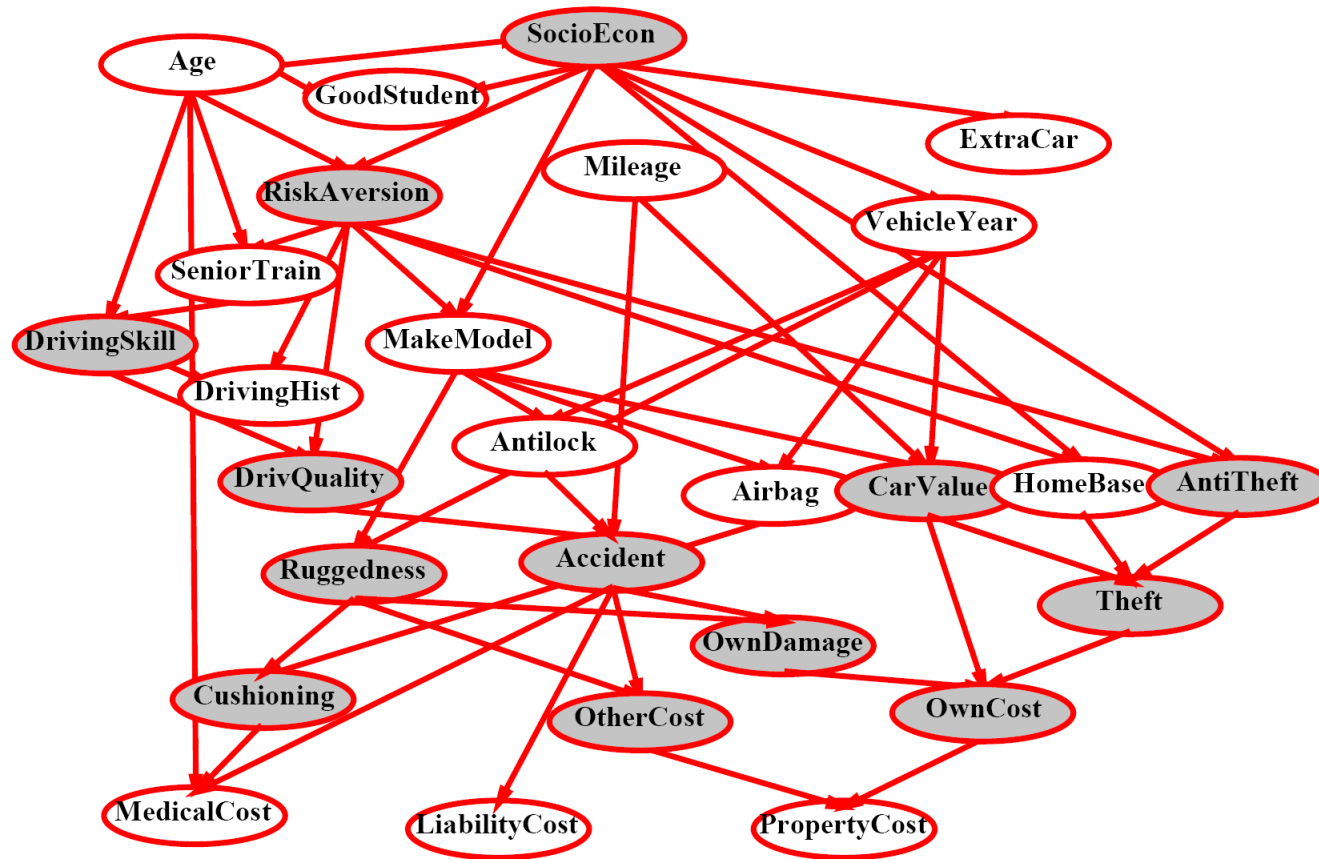 SocioEcon
Age
GoodStudent
ExtraCar
Mileage
RiskAversion
VehicleYear
SeniorTrain
DrivingSkill
MakeModel
DrivingHist
Antilock
DrivQuality
Airbag
CarValue
HomeBase
AntiTheft
Ruggedness
Accident
Theft
OwnDamage
Cushioning
OtherCost
OwnCost
MedicalCost
LiabilityCost
PropertyCost